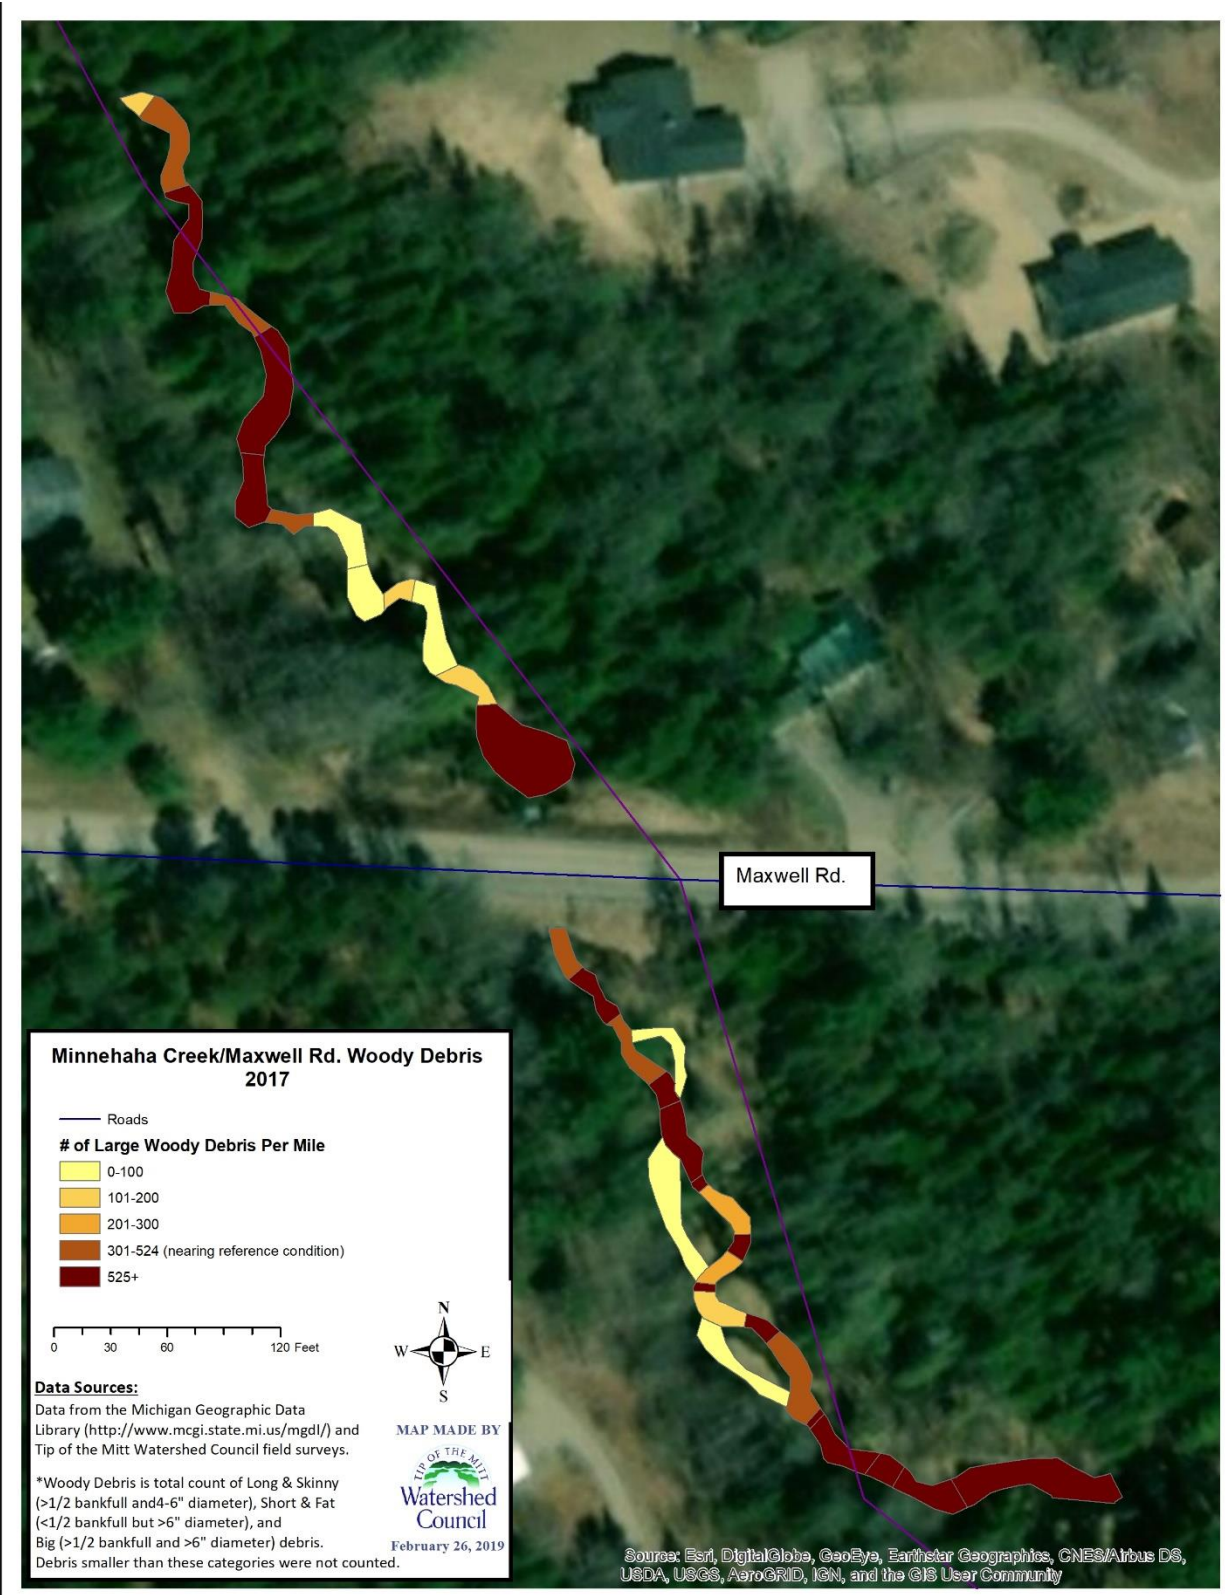 Maxwell Rd.
Minnehaha Creek/Maxwell Rd. Woody Debris
2017
Roads
# of Large Woody Debris Per Mile
0-100
101-200
201-300
301-524 (nearing reference condition)
525+
0 30 60 120 Feet
N
W E
S
Data Sources:
Data from the Michigan Geographic Data
Library (http://www.mcgi.state.mi.us/mgdl/) and
Tip of the Mitt Watershed Council field surveys.
*Woody Debris is total count of Long & Skinny
(>1/2 bankfull and4-6" diameter), Short & Fat
(<1/2 bankfull but >6" diameter), and
Big (>1/2 bankfull and >6" diameter) debris.
Debris smaller than these categories were not counted.
MAP MADE BY
TIP OF THE MITT
Watershed
Council
February 26, 2019
Source: Esri, DigitalGlobe, GeoEye, Earthstar Geographics, CNES/Airbus DS,
USDA, USGS, AeroGRID, IGN, and the GIS User Community